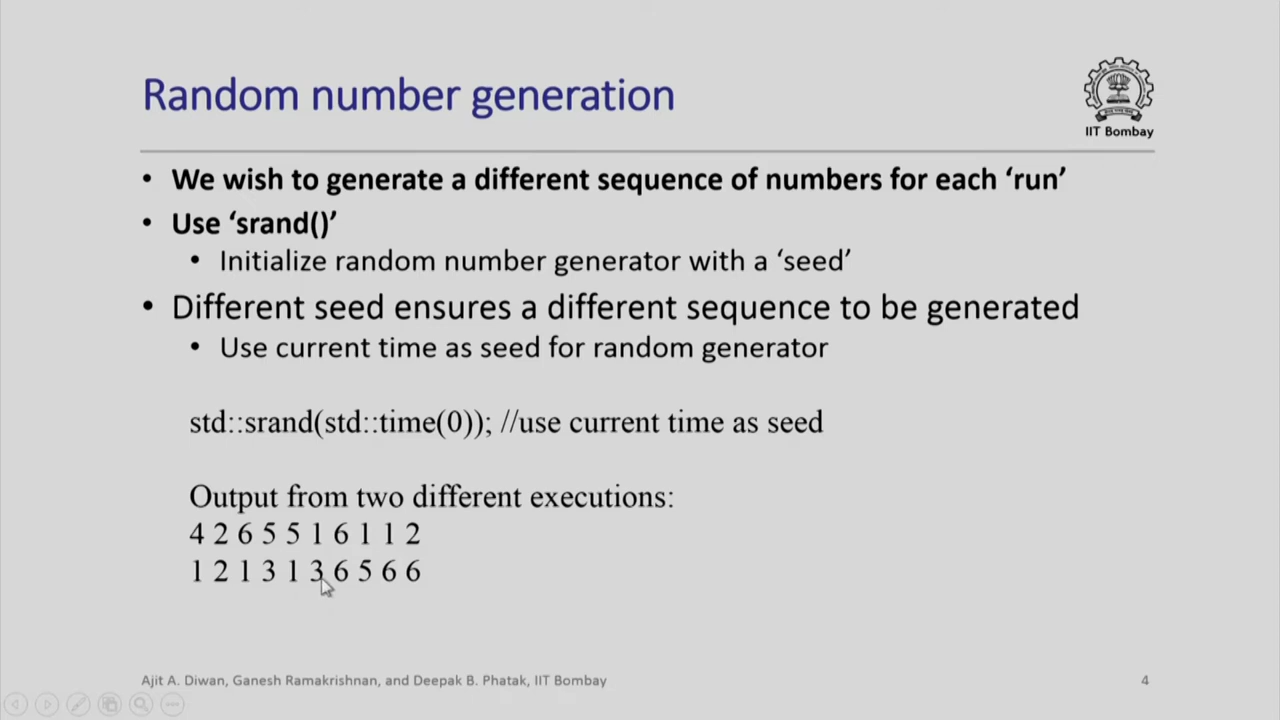 Random number generation
IIT Bombay
• We wish to generate a different sequence of numbers for each ‘run’
• Use ‘srand()’
• Initialize random number generator with a ‘seed’
• Different seed ensures a different sequence to be generated
• Use current time as seed for random generator
std::srand(std::time(0)); //use current time as seed
Output from two different executions:
4 2 6 5 5 1 6 1 1 2
1 2 1 3 1 3 6 5 6 6
Ajit A. Diwan, Ganesh Ramakrishnan, and Deepak B. Phatak, IIT Bombay
4